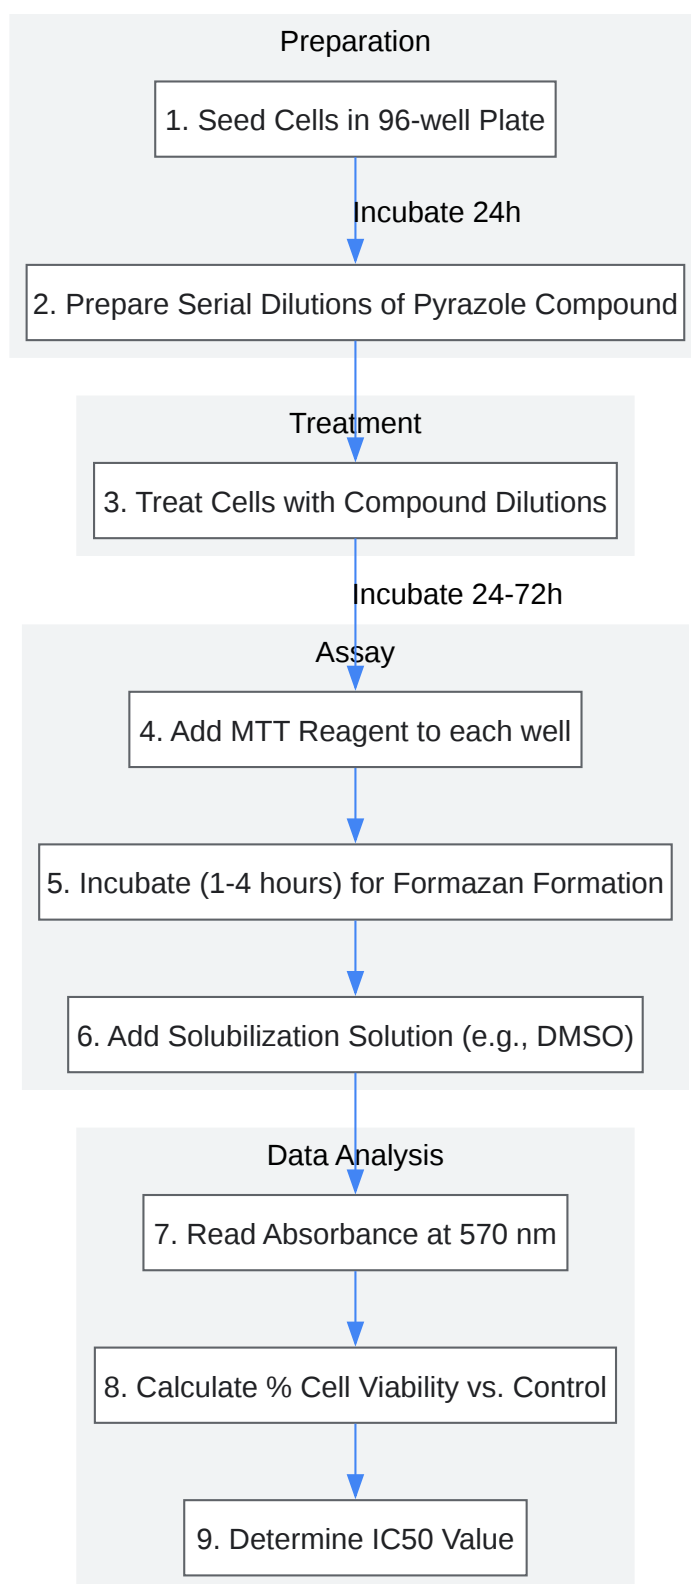 Preparation
1. Seed Cells in 96-well Plate
Incubate 24h
2. Prepare Serial Dilutions of Pyrazole Compound
Treatment
3. Treat Cells with Compound Dilutions
Incubate 24-72h
Assay
4. Add MTT Reagent to each well
5. Incubate (1-4 hours) for Formazan Formation
6. Add Solubilization Solution (e.g., DMSO)
Data Analysis
7. Read Absorbance at 570 nm
8. Calculate % Cell Viability vs. Control
9. Determine IC50 Value